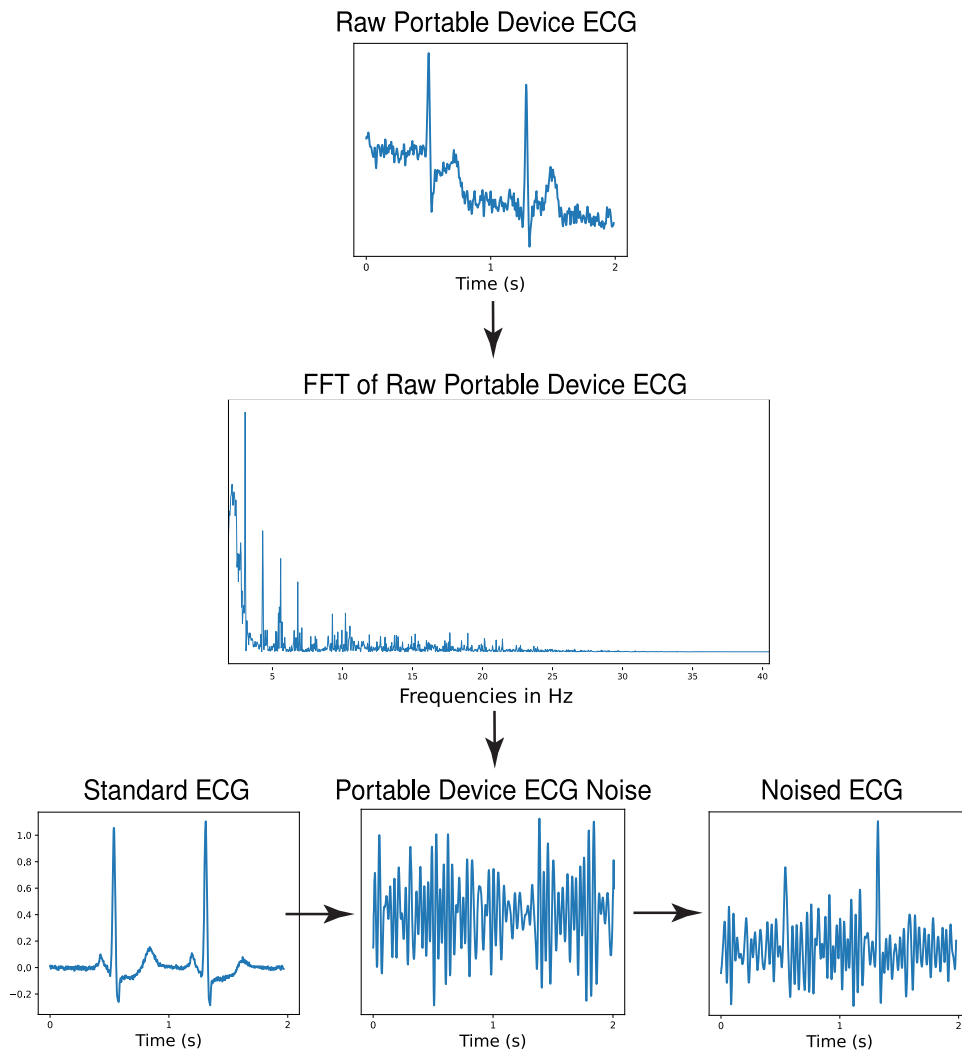 Raw Portable Device ECG
0 1 2
Time (s)
FFT of Raw Portable Device ECG
5 10 15 20 25 30 35 40
Frequencies in Hz
Standard ECG
1.0
0.8
0.6
0.4
0.2
0.0
−0.2
0 1 2
Time (s)
Portable Device ECG Noise
0 1 2
Time (s)
Noised ECG
0 1 2
Time (s)